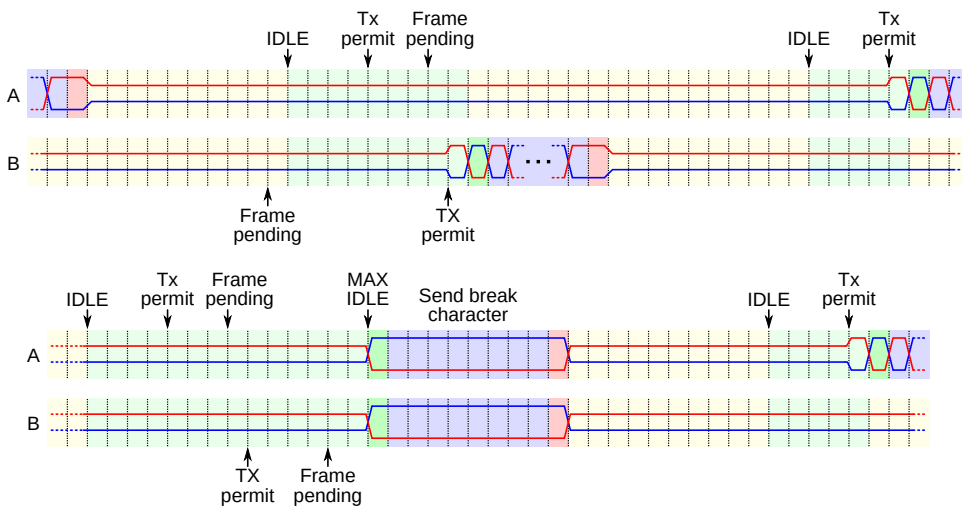 IDLE
Tx
permit
Frame
pending
IDLE
Tx
permit
A
B
...
Frame
pending
TX
permit
IDLE
Tx
permit
Frame
pending
MAX
IDLE
Send break
character
IDLE
Tx
permit
A
B
TX
permit
Frame
pending